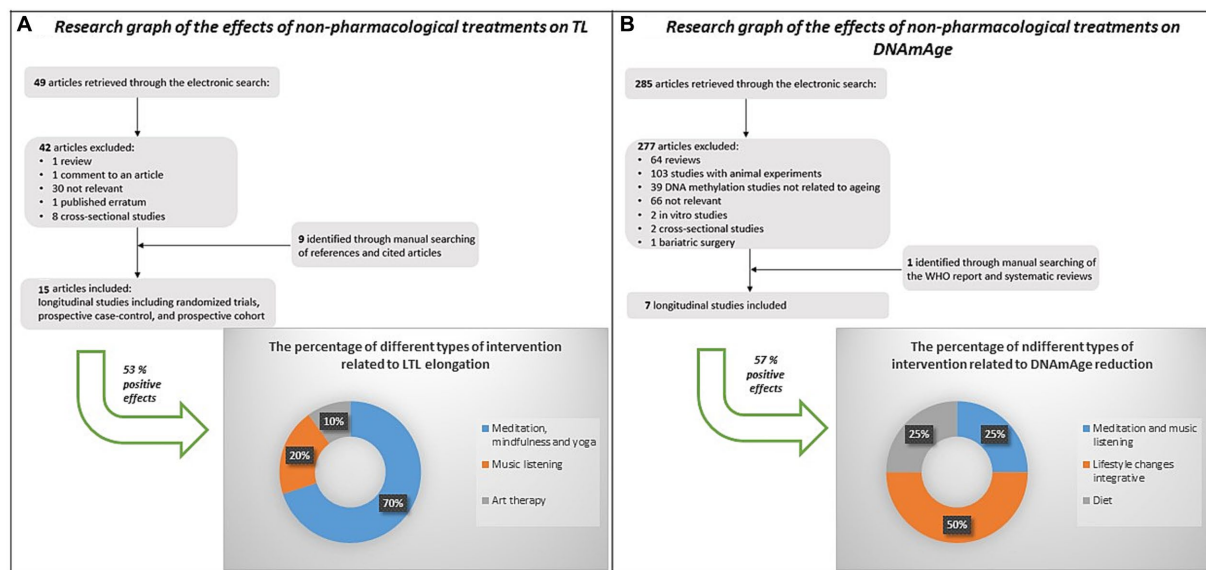 A
Research graph of the effects of non-pharmacological treatments on TL
49 articles retrieved through the electronic search:
42 articles excluded:
• 1 review
• 1 comment to an article
• 30 not relevant
• 1 published erratum
• 8 cross-sectional studies
9 identified through manual searching
of references and cited articles
15 articles included:
longitudinal studies including randomized trials,
prospective case-control, and prospective cohort
53 %
positive
effects
The percentage of different types of intervention
related to LTL elongation
10%
20%
70%
Meditation,
mindfulness and yoga
Music listening
Art therapy
B
Research graph of the effects of non-pharmacological treatments on
DNAmAge
285 articles retrieved through the electronic search:
277 articles excluded:
• 64 reviews
• 103 studies with animal experiments
• 39 DNA methylation studies not related to ageing
• 66 not relevant
• 2 in vitro studies
• 2 cross-sectional studies
• 1 bariatric surgery
1 identified through manual searching of
the WHO report and systematic reviews
7 longitudinal studies included
57 %
positive
effects
The percentage of ndifferent types of
intervention related to DNAmAge reduction
25%
25%
50%
Meditation and music
listening
Lifestyle changes
integrative
Diet